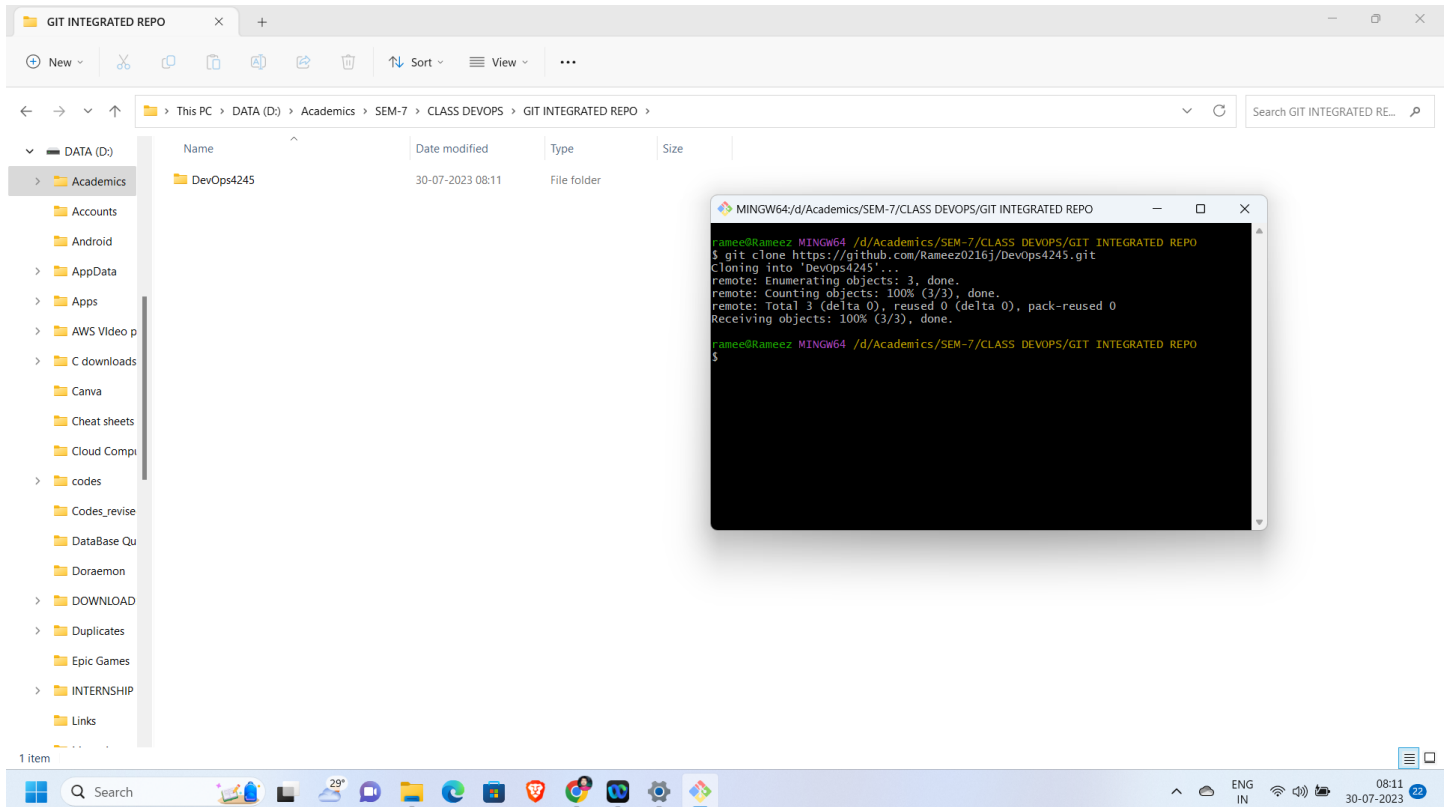 GIT INTEGRATED REPO
New
Sort
View
This PC > DATA (D:) > Academics > SEM-7 > CLASS DEVOPS > GIT INTEGRATED REPO >
Search GIT INTEGRATED RE...
DATA (D:)
Academics
Accounts
Android
AppData
Apps
AWS VIdeo p
C downloads
Canva
Cheat sheets
Cloud Compu
codes
Codes_revise
DataBase Qu
Doraemon
DOWNLOAD
Duplicates
Epic Games
INTERNSHIP
Links
Name Date modified Type Size
DevOps4245 30-07-2023 08:11 File folder
MINGW64:/d/Academics/SEM-7/CLASS DEVOPS/GIT INTEGRATED REPO
ramee@Rameez MINGW64 /d/Academics/SEM-7/CLASS DEVOPS/GIT INTEGRATED REPO
$ git clone https://github.com/Rameez0216j/DevOps4245.git
Cloning into 'DevOps4245'...
remote: Enumerating objects: 3, done.
remote: Counting objects: 100% (3/3), done.
remote: Total 3 (delta 0), reused 0 (delta 0), pack-reused 0
Receiving objects: 100% (3/3), done.
ramee@Rameez MINGW64 /d/Academics/SEM-7/CLASS DEVOPS/GIT INTEGRATED REPO
$
1 item
Search
29°
ENG
IN
08:11
30-07-2023
22